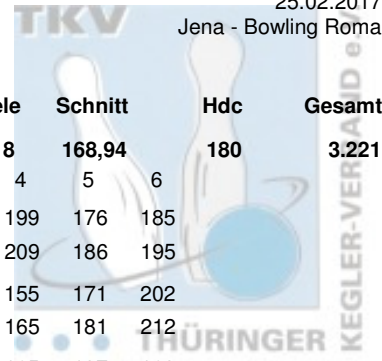 25.02.2017
Jena - Bowling Roma
ele Schnitt Hdc Gesamt
8 168,94 180 3.221
4 5 6
199 176 185
209 186 195
155 171 202
165 181 212
TKV
THÜRINGER
KEGLER-VERBAND e.V.